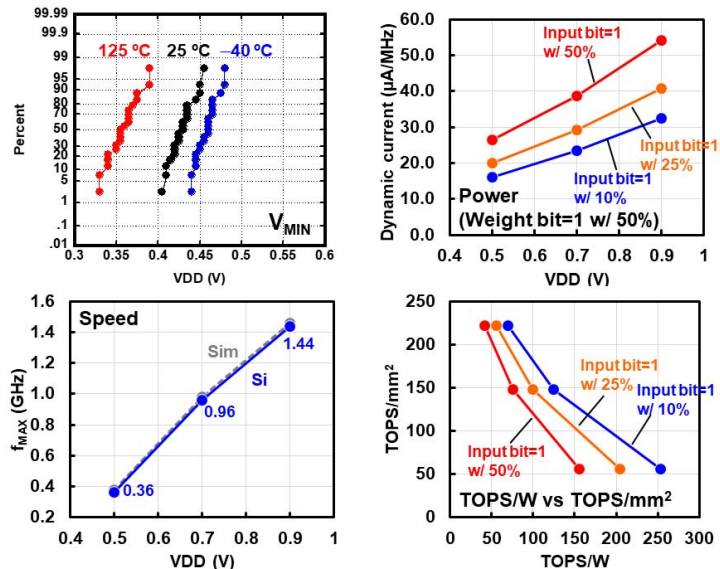 99.99
99.9
99
95
90
80
70
50
30
20
10
5
1
.1
.01
Percent
125 ºC
25 ºC
–40 ºC
VMIN
0.3
0.35
0.4
0.45
0.5
0.55
0.6
VDD (V)
60.0
50.0
40.0
30.0
20.0
10.0
0.0
Dynamic current (µA/MHz)
Input bit=1
w/ 50%
Input bit=1
w/ 25%
Input bit=1
w/ 10%
Power
(Weight bit=1 w/ 50%)
0.4
0.5
0.6
0.7
0.8
0.9
1
VDD (V)
1.6
1.4
1.2
1.0
0.8
0.6
0.4
0.2
fMAX (GHz)
Speed
Sim
Si
1.44
0.96
0.36
0.4
0.5
0.6
0.7
0.8
0.9
1
VDD (V)
250
200
150
100
50
0
TOPS/mm²
Input bit=1
w/ 25%
Input bit=1
w/ 10%
Input bit=1
w/ 50%
TOPS/W vs TOPS/mm²
0
50
100
150
200
250
300
TOPS/W